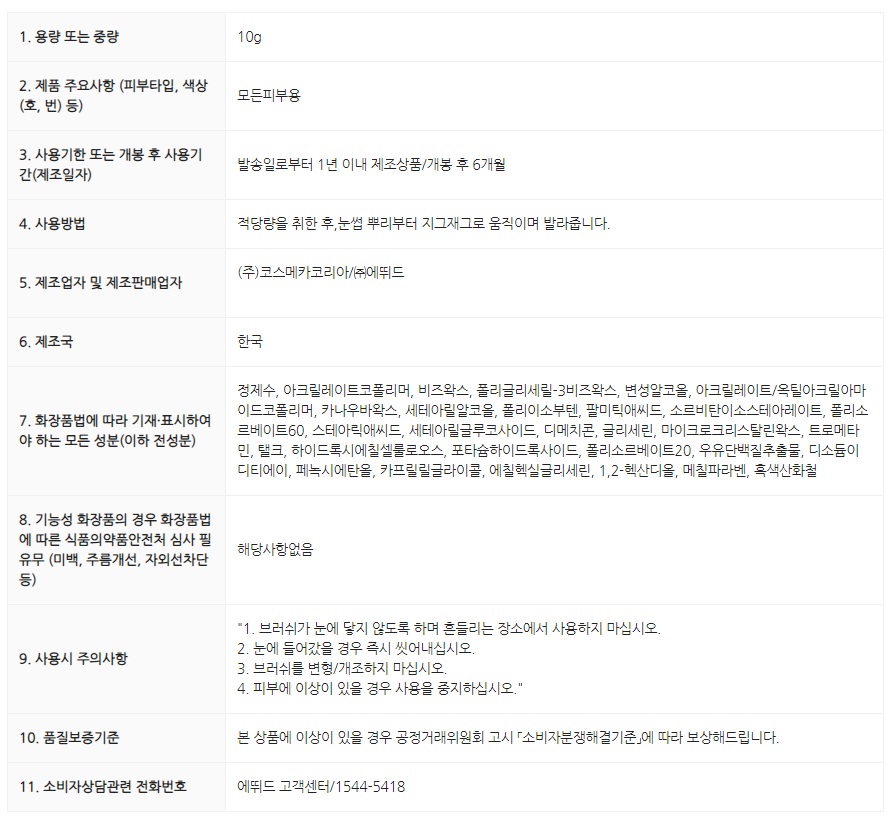 1. 용량 또는 중량
10g
2. 제품 주요사항 (피부타입, 색상
(호, 번) 등)
모든피부용
3. 사용기한 또는 개봉 후 사용기
간(제조일자)
발송일로부터 1년 이내 제조상품/개봉 후 6개월
4. 사용방법
적당량을 취한 후,눈썹 뿌리부터 지그재그로 움직이며 발라줍니다.
5. 제조업자 및 제조판매업자
(주)코스메카코리아/㈜에뛰드
6. 제조국
한국
7. 화장품법에 따라 기재·표시하여
야 하는 모든 성분(이하 전성분)
정제수, 아크릴레이트코폴리머, 비즈왁스, 폴리글리세릴-3비즈왁스, 변성알코올, 아크릴레이트/옥틸아크릴아마
이드코폴리머, 카나우바왁스, 세테아릴알코올, 폴리이소부텐, 팔미틱애씨드, 소르비탄이소스테아레이트, 폴리소
르베이트60, 스테아릭애씨드, 세테아릴글루코사이드, 디메치콘, 글리세린, 마이크로크리스탈린왁스, 트로메타
민, 탤크, 하이드록시에칠셀룰로오스, 포타슘하이드록사이드, 폴리소르베이트20, 우유단백질추출물, 디소듐이
디티에이, 페녹시에탄올, 카프릴릴글라이콜, 에칠헥실글리세린, 1,2-헥산디올, 메칠파라벤, 흑색산화철
8. 기능성 화장품의 경우 화장품법
에 따른 식품의약품안전처 심사 필
유무 (미백, 주름개선, 자외선차단
등)
해당사항없음
9. 사용시 주의사항
"1. 브러쉬가 눈에 닿지 않도록 하며 흔들리는 장소에서 사용하지 마십시오.
2. 눈에 들어갔을 경우 즉시 씻어내십시오.
3. 브러쉬를 변형/개조하지 마십시오.
4. 피부에 이상이 있을 경우 사용을 중지하십시오."
10. 품질보증기준
본 상품에 이상이 있을 경우 공정거래위원회 고시 「소비자분쟁해결기준」에 따라 보상해드립니다.
11. 소비자상담관련 전화번호
에뛰드 고객센터/1544-5418